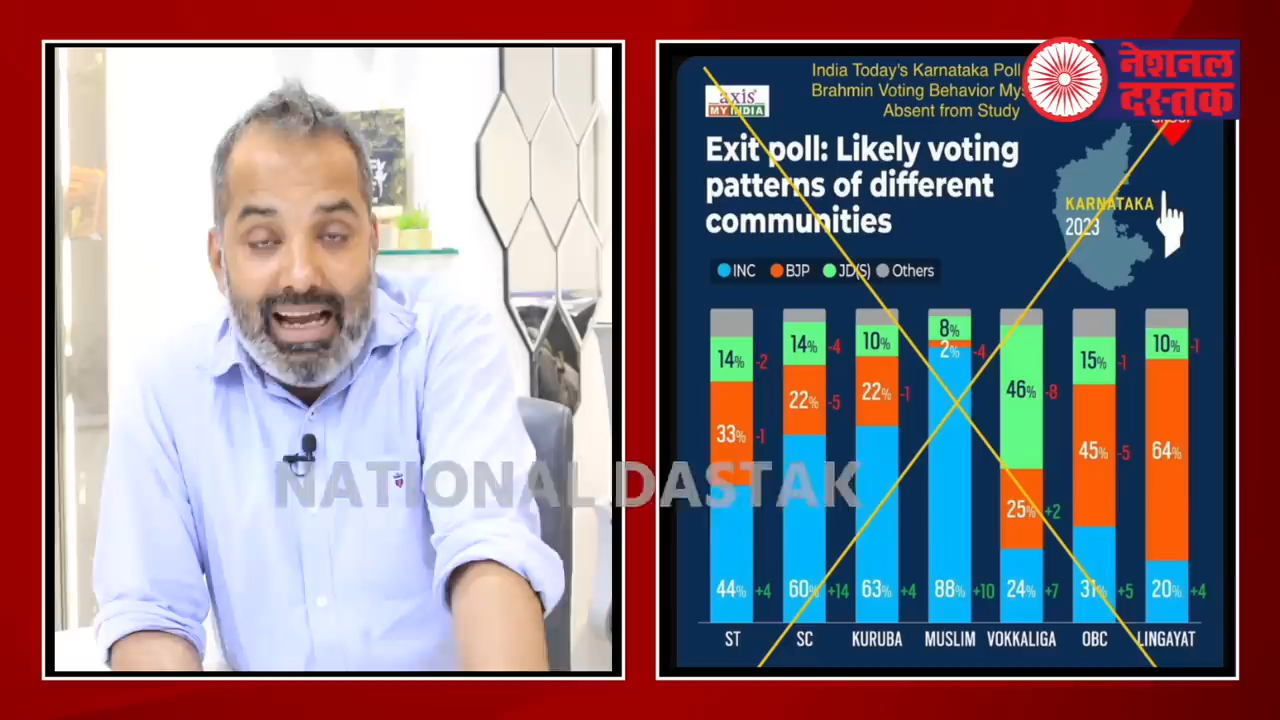 India Today's Karnataka Poll
Brahmin Voting Behavior Mys
Absent from Study
नेशनल
दस्तक
axis
MY INDIA
Exit poll: Likely voting
patterns of different
communities
KARNATAKA
2023
INC BJP JD(S) Others
14% -2 14% -4 10% 8% 46% -8 15% -1 10% -1
33% -1 22% -5 22% -1 2% -4 25% +2 45% -5 64%
44% +4 60% +14 63% +4 88% +10 24% +7 31% +5 20% +4
ST SC KURUBA MUSLIM VOKKALIGA OBC LINGAYAT
NATIONAL DASTAK